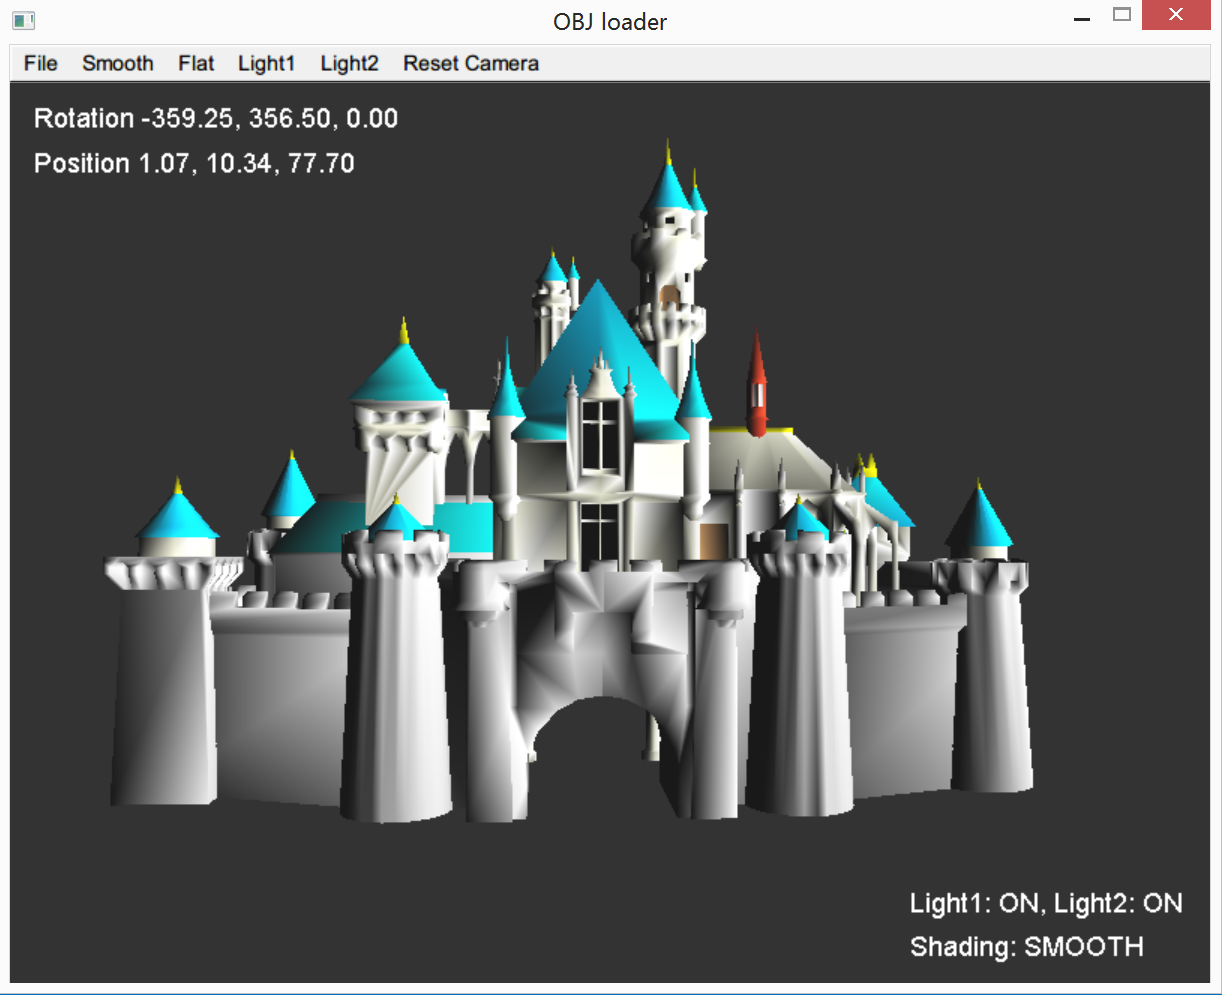 OBJ loader
File Smooth Flat Light1 Light2 Reset Camera
Rotation -359.25, 356.50, 0.00
Position 1.07, 10.34, 77.70
Light1: ON, Light2: ON
Shading: SMOOTH